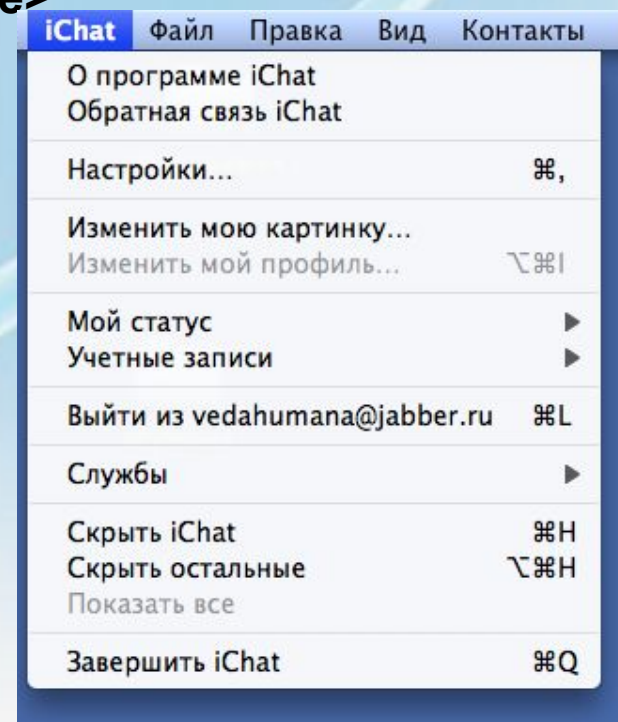 e>
iChat Файл Правка Вид Контакты
О программе iChat
Обратная связь iChat
Настройки... ⌘,
Изменить мою картинку...
Изменить мой профиль... ⌥⌘I
Мой статус ▶
Учетные записи ▶
Выйти из vedahumana@jabber.ru ⌘L
Службы ▶
Скрыть iChat ⌘H
Скрыть остальные ⌥⌘H
Показать все
Завершить iChat ⌘Q